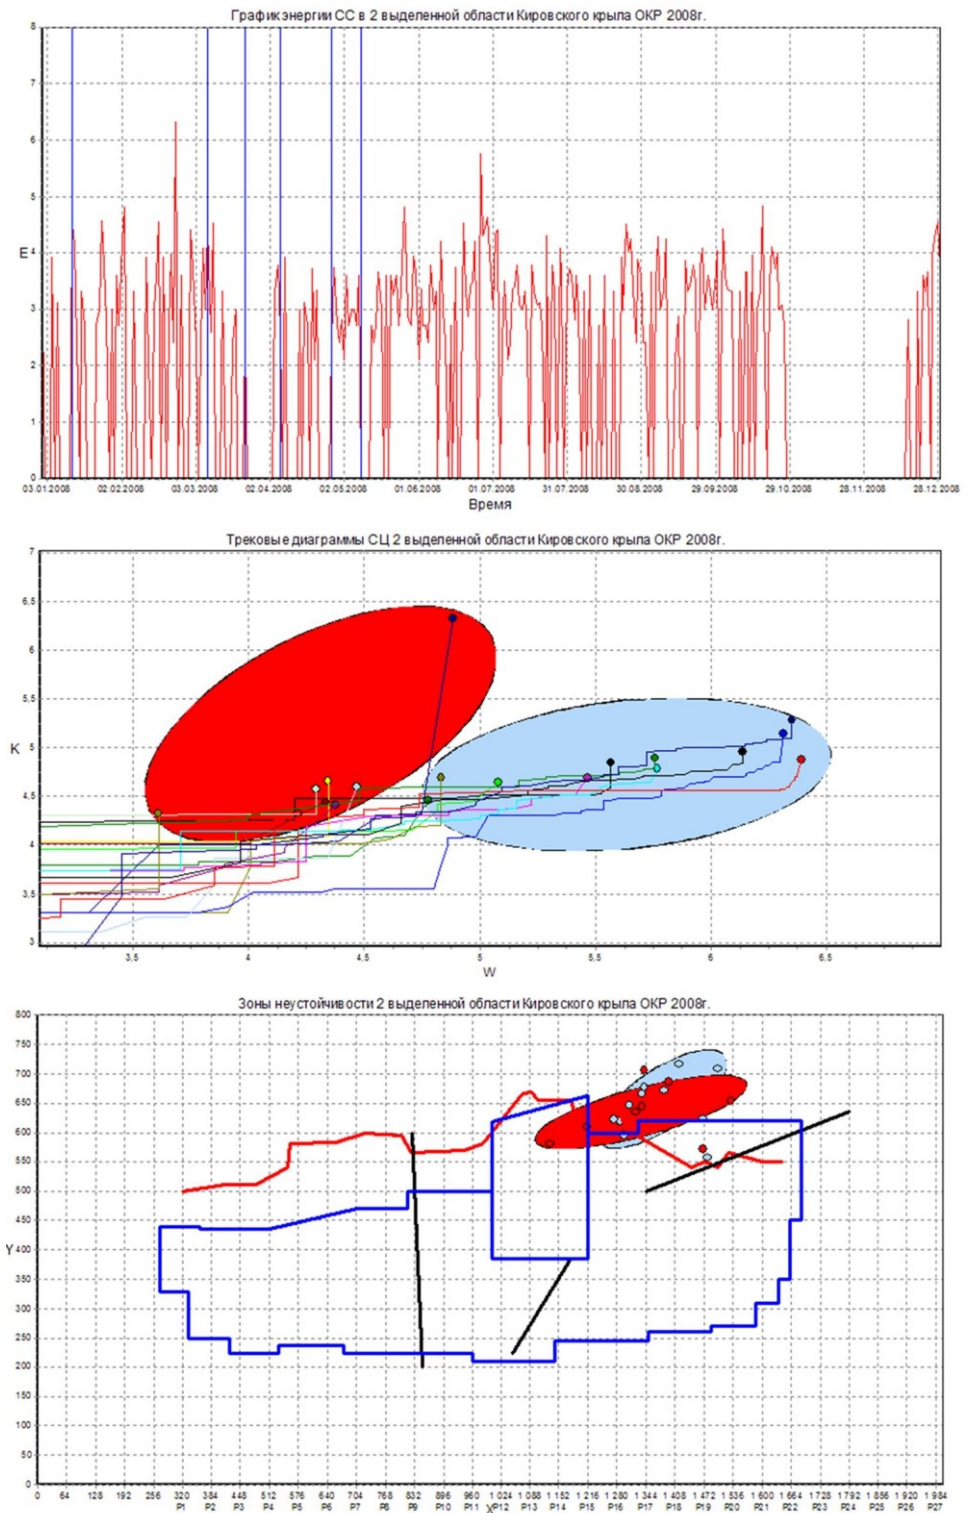 График энергии СС в 2 выделенной области Кировского крыла ОКР 2008г.
8
7
6
5
E 4
3
2
1
0
03.01.2008 02.02.2008 03.03.2008 02.04.2008 02.05.2008 01.06.2008 01.07.2008 31.07.2008 30.08.2008 29.09.2008 29.10.2008 28.11.2008 28.12.2008
Время
Трековые диаграммы СЦ 2 выделенной области Кировского крыла ОКР 2008г.
7
6.5
6
5.5
K 5
4.5
4
3.5
3
3.5 4 4.5 5 5.5 6 6.5
W
Зоны неустойчивости 2 выделенной области Кировского крыла ОКР 2008г.
800
750
700
650
600
550
500
450
Y 400
350
300
250
200
150
100
50
0
0 64 128 192 256 320 384 448 512 576 640 704 768 832 896 960 1 024 1 088 1 152 1 216 1 280 1 344 1 408 1 472 1 536 1 600 1 664 1 728 1 792 1 856 1 920 1 984
P1 P2 P3 P4 P5 P6 P7 P8 P9 P10 P11 X P12 P13 P14 P15 P16 P17 P18 P19 P20 P21 P22 P23 P24 P25 P26 P27